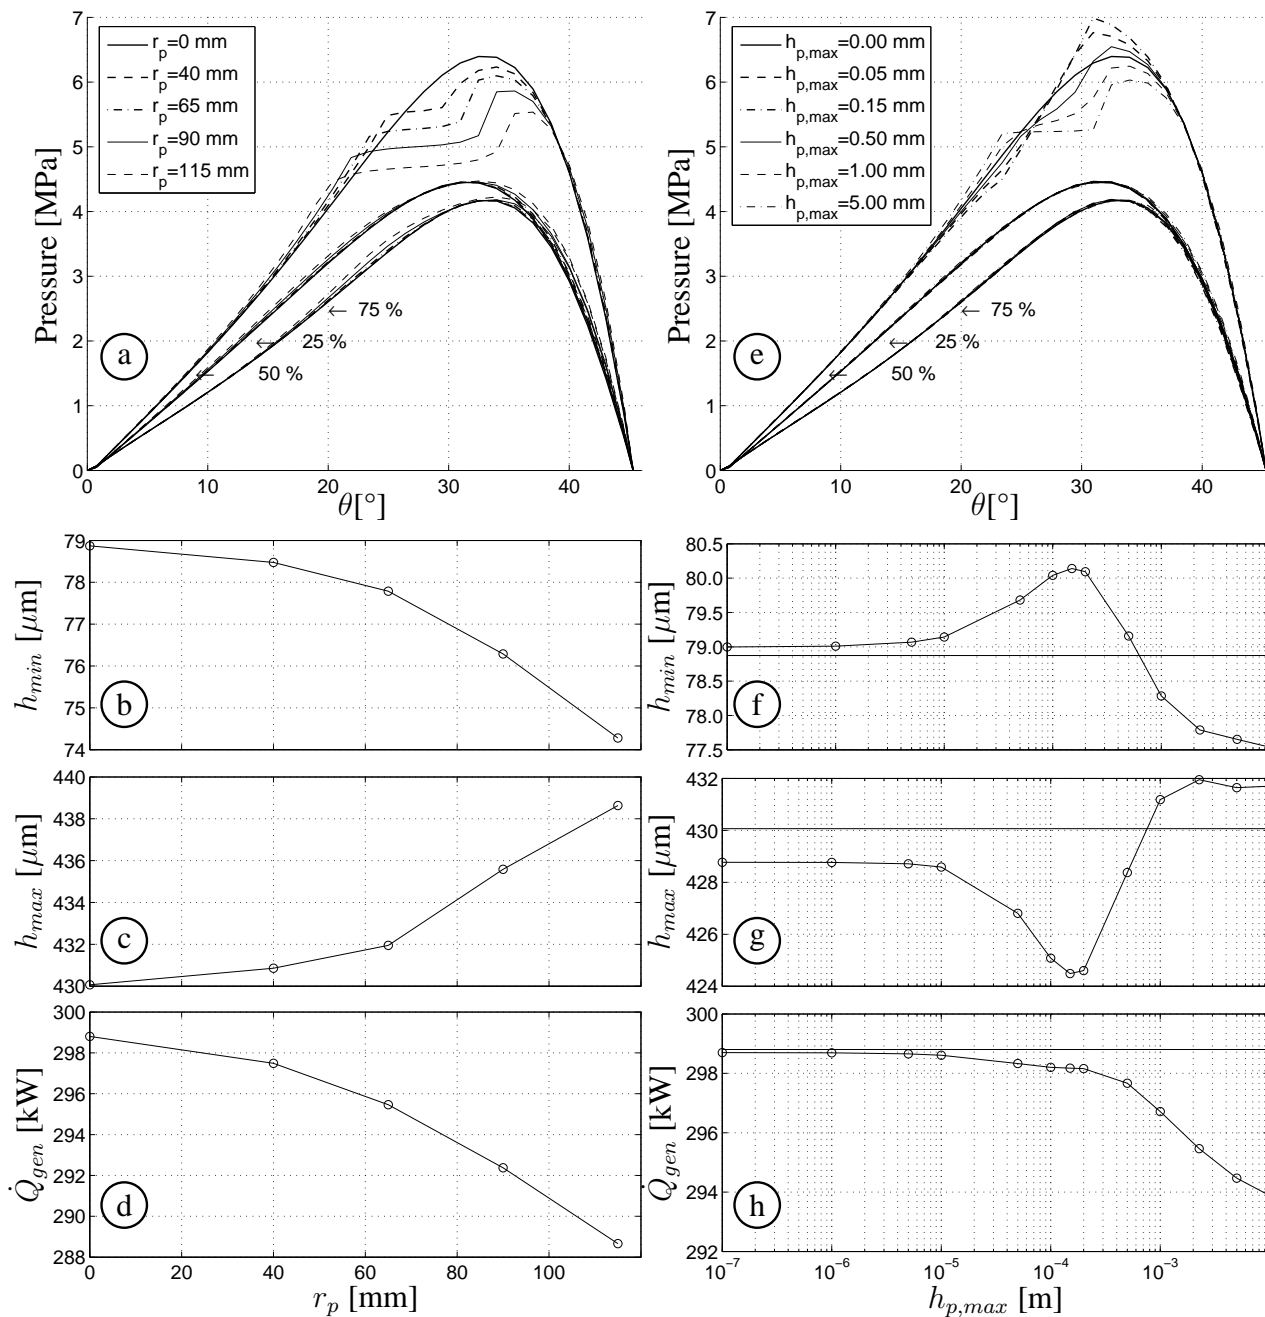 7
6
5
4
3
2
1
0
Pressure [MPa]
r_p=0 mm
r_p=40 mm
r_p=65 mm
r_p=90 mm
r_p=115 mm
75 %
25 %
50 %
a
0 10 20 30 40
θ[°]
7
6
5
4
3
2
1
0
Pressure [MPa]
h_p,max=0.00 mm
h_p,max=0.05 mm
h_p,max=0.15 mm
h_p,max=0.50 mm
h_p,max=1.00 mm
h_p,max=5.00 mm
75 %
25 %
50 %
e
0 10 20 30 40
θ[°]
79
78
77
76
75
74
h_min [μm]
b
80.5
80.0
79.5
79.0
78.5
78.0
77.5
h_min [μm]
f
440
438
436
434
432
430
h_max [μm]
c
432
430
428
426
424
h_max [μm]
g
300
298
296
294
292
290
288
Q̇_gen [kW]
d
0 20 40 60 80 100
r_p [mm]
300
298
296
294
292
Q̇_gen [kW]
h
10⁻⁷ 10⁻⁶ 10⁻⁵ 10⁻⁴ 10⁻³
h_p,max [m]